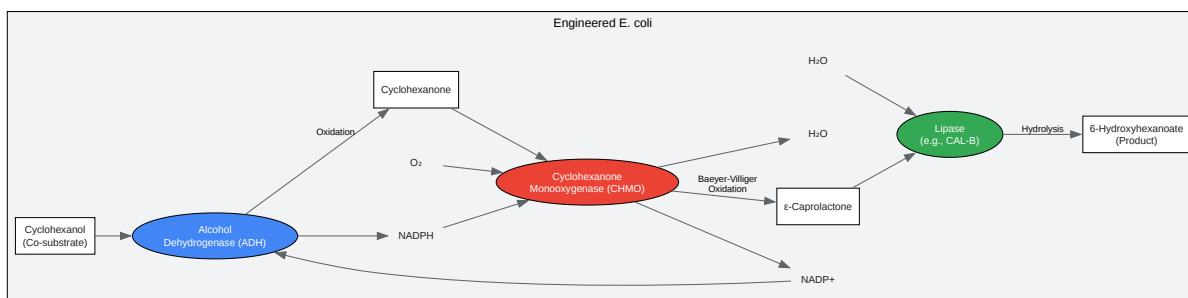 Engineered E. coli
H₂O
Cyclohexanone
Oxidation
O₂
Cyclohexanone
Monooxygenase (CHMO)
H₂O
Lipase
(e.g., CAL-B)
Hydrolysis
6-Hydroxyhexanoate
(Product)
Baeyer-Villiger
Oxidation
ε-Caprolactone
Cyclohexanol
(Co-substrate)
Alcohol
Dehydrogenase (ADH)
NADPH
NADP+